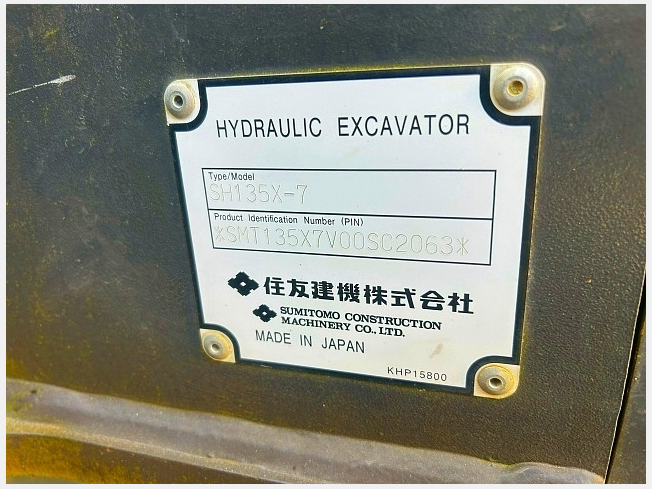 HYDRAULIC EXCAVATOR
Type/Model
SH135X-7
Product Identification Number (PIN)
*SMT135X7V00SC2063*
住友建機株式会社
SUMITOMO CONSTRUCTION
MACHINERY CO., LTD.
MADE IN JAPAN
KHP15800